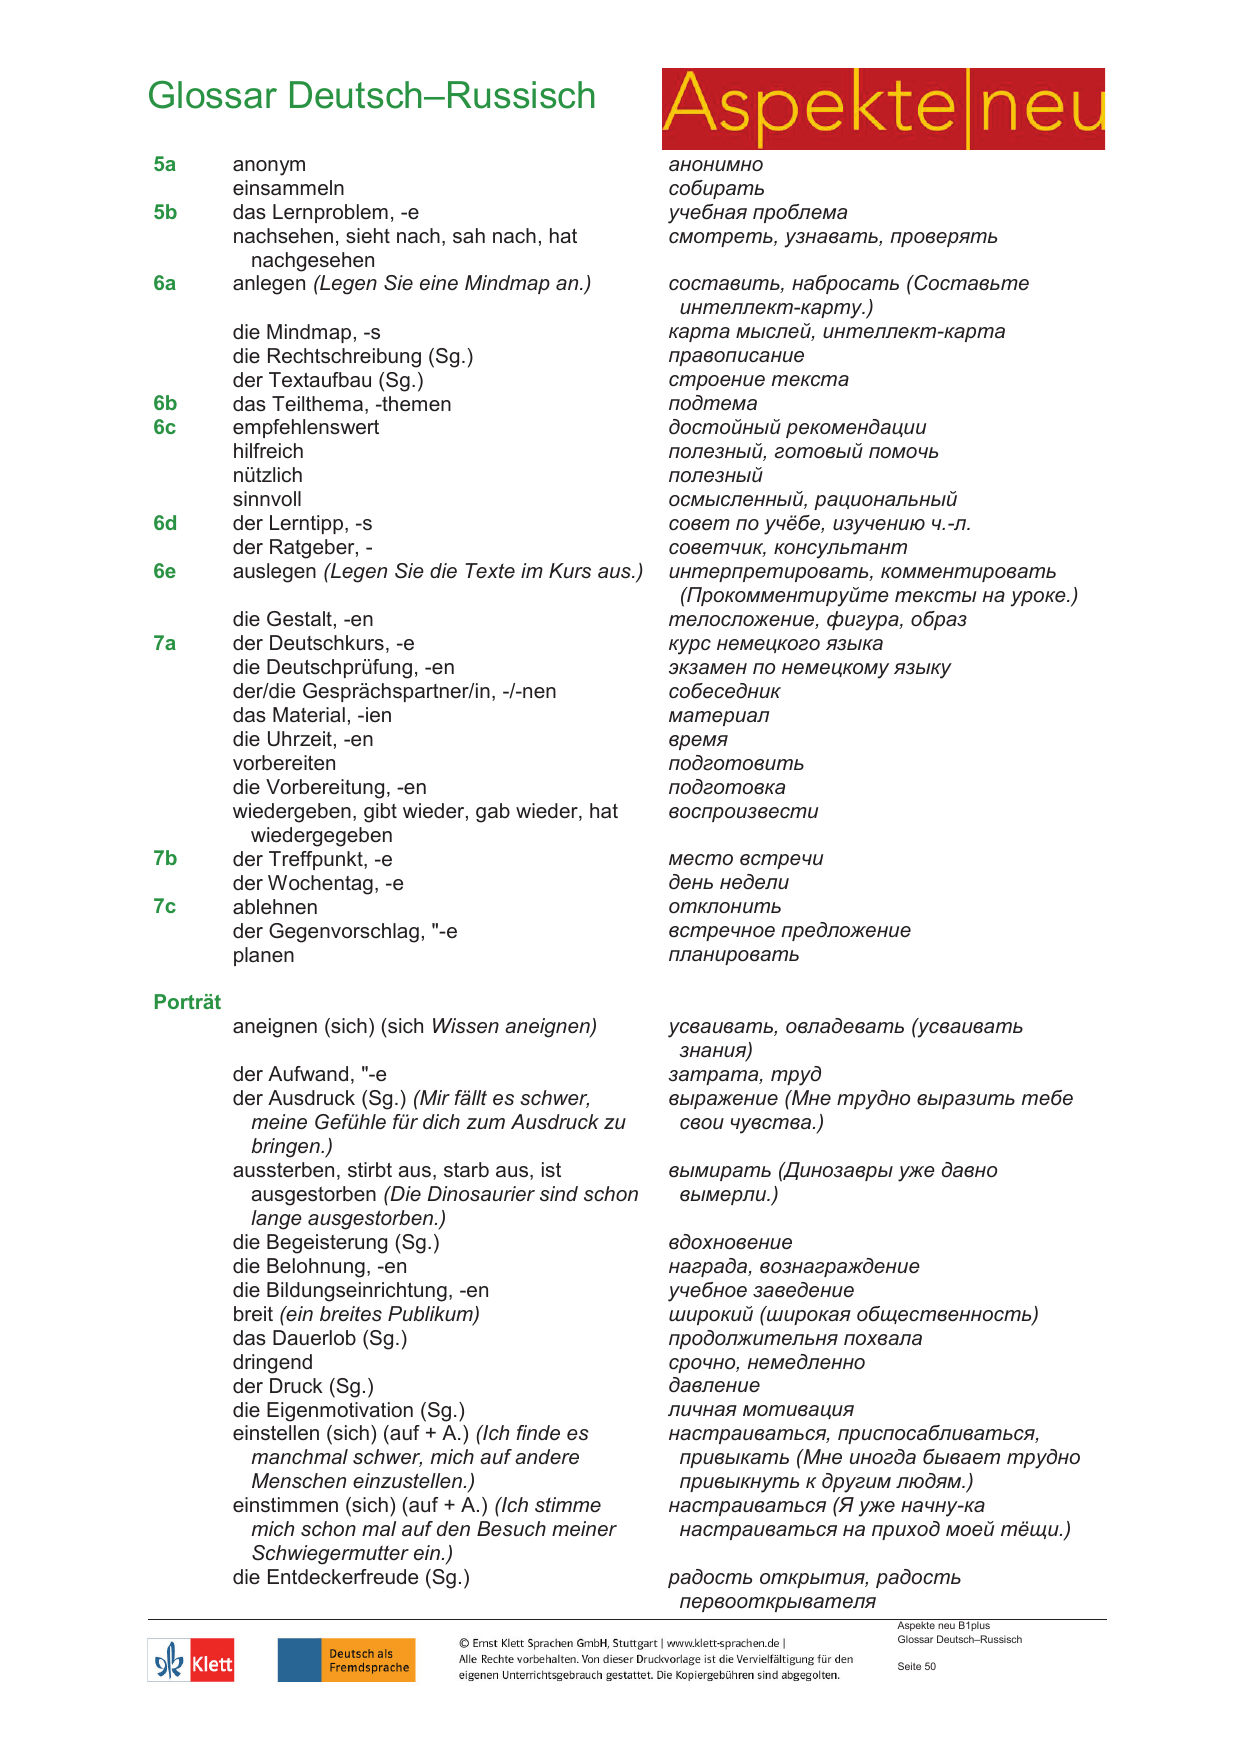 Glossar Deutsch–Russisch
Aspekte|neu
5a anonym анонимно
einsammeln собирать
5b das Lernproblem, -e учебная проблема
nachsehen, sieht nach, sah nach, hat смотреть, узнавать, проверять
nachgesehen
6a anlegen (Legen Sie eine Mindmap an.) составить, набросать (Составьте
интеллект-карту.)
die Mindmap, -s карта мыслей, интеллект-карта
die Rechtschreibung (Sg.) правописание
der Textaufbau (Sg.) строение текста
6b das Teilthema, -themen подтема
6c empfehlenswert достойный рекомендации
hilfreich полезный, готовый помочь
nützlich полезный
sinnvoll осмысленный, рациональный
6d der Lerntipp, -s совет по учёбе, изучению ч.-л.
der Ratgeber, - советчик, консультант
6e auslegen (Legen Sie die Texte im Kurs aus.) интерпретировать, комментировать
(Прокомментируйте тексты на уроке.)
die Gestalt, -en телосложение, фигура, образ
7a der Deutschkurs, -e курс немецкого языка
die Deutschprüfung, -en экзамен по немецкому языку
der/die Gesprächspartner/in, -/-nen собеседник
das Material, -ien материал
die Uhrzeit, -en время
vorbereiten подготовить
die Vorbereitung, -en подготовка
wiedergeben, gibt wieder, gab wieder, hat воспроизвести
wiedergegeben
7b der Treffpunkt, -e место встречи
der Wochentag, -e день недели
7c ablehnen отклонить
der Gegenvorschlag, "-e встречное предложение
planen планировать
Porträt
aneignen (sich) (sich Wissen aneignen) усваивать, овладевать (усваивать
знания)
der Aufwand, "-e затрата, труд
der Ausdruck (Sg.) (Mir fällt es schwer, выражение (Мне трудно выразить тебе
meine Gefühle für dich zum Ausdruck zu свои чувства.)
bringen.)
aussterben, stirbt aus, starb aus, ist вымирать (Динозавры уже давно
ausgestorben (Die Dinosaurier sind schon вымерли.)
lange ausgestorben.)
die Begeisterung (Sg.) вдохновение
die Belohnung, -en награда, вознаграждение
die Bildungseinrichtung, -en учебное заведение
breit (ein breites Publikum) широкий (широкая общественность)
das Dauerlob (Sg.) продолжительня похвала
dringend срочно, немедленно
der Druck (Sg.) давление
die Eigenmotivation (Sg.) личная мотивация
einstellen (sich) (auf + A.) (Ich finde es настраиваться, приспосабливаться,
manchmal schwer, mich auf andere привыкать (Мне иногда бывает трудно
Menschen einzustellen.) привыкнуть к другим людям.)
einstimmen (sich) (auf + A.) (Ich stimme настраиваться (Я уже начну-ка
mich schon mal auf den Besuch meiner настраиваться на приход моей тёщи.)
Schwiegermutter ein.)
die Entdeckerfreude (Sg.) радость открытия, радость
первооткрывателя
Klett
Deutsch als
Fremdsprache
© Ernst Klett Sprachen GmbH, Stuttgart | www.klett-sprachen.de |
Alle Rechte vorbehalten. Von dieser Druckvorlage ist die Vervielfältigung für den
eigenen Unterrichtsgebrauch gestattet. Die Kopiergebühren sind abgegolten.
Aspekte neu B1plus
Glossar Deutsch–Russisch
Seite 50